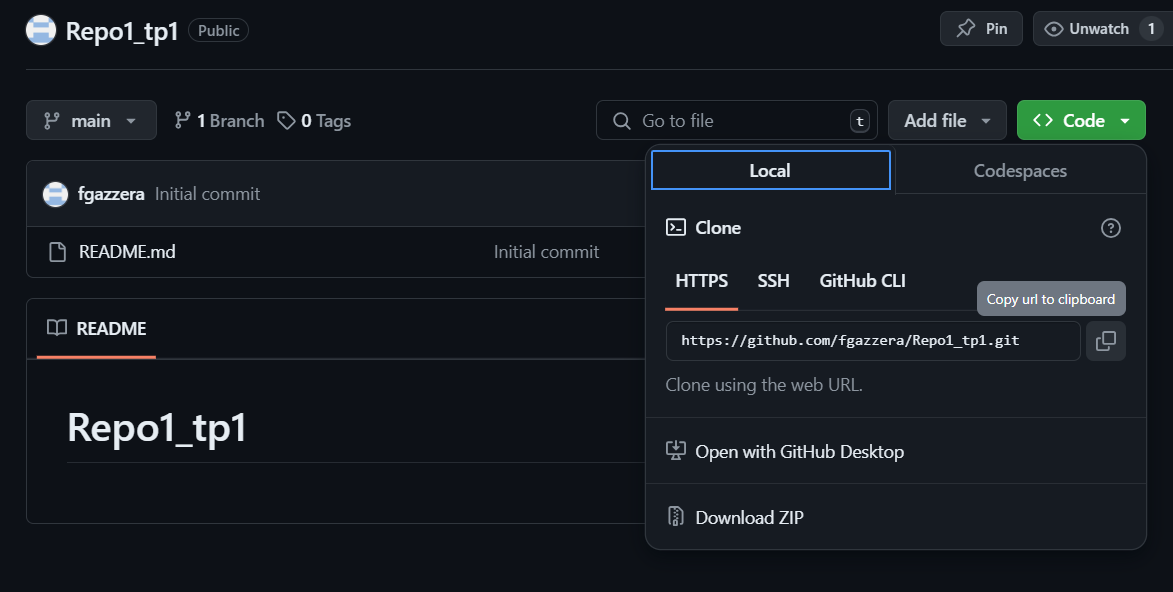 Repo1_tp1 Public Pin Unwatch 1
main 1 Branch 0 Tags Go to file t Add file Code
Local Codespaces
fgazzera Initial commit
Clone
README.md Initial commit
HTTPS SSH GitHub CLI
Copy url to clipboard
README
https://github.com/fgazzera/Repo1_tp1.git
Clone using the web URL.
Repo1_tp1
Open with GitHub Desktop
Download ZIP